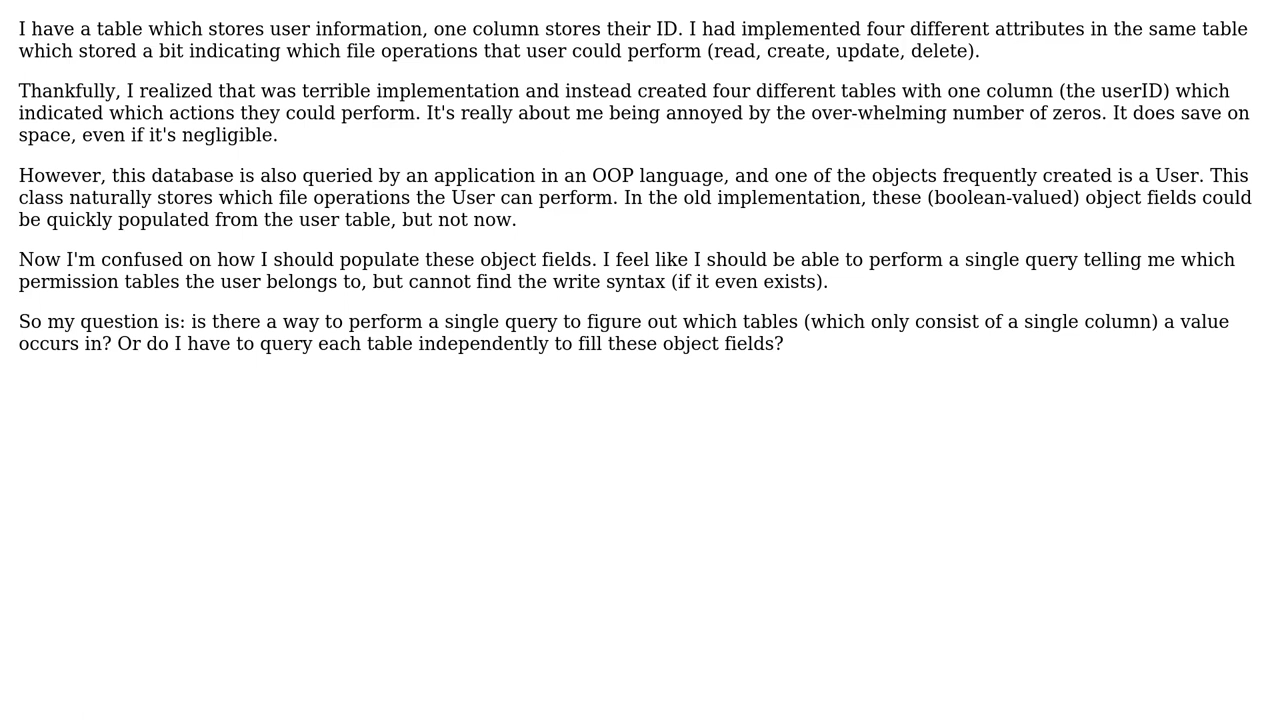 I have a table which stores user information, one column stores their ID. I had implemented four different attributes in the same table
which stored a bit indicating which file operations that user could perform (read, create, update, delete).
Thankfully, I realized that was terrible implementation and instead created four different tables with one column (the userID) which
indicated which actions they could perform. It's really about me being annoyed by the over-whelming number of zeros. It does save on
space, even if it's negligible.
However, this database is also queried by an application in an OOP language, and one of the objects frequently created is a User. This
class naturally stores which file operations the User can perform. In the old implementation, these (boolean-valued) object fields could
be quickly populated from the user table, but not now.
Now I'm confused on how I should populate these object fields. I feel like I should be able to perform a single query telling me which
permission tables the user belongs to, but cannot find the write syntax (if it even exists).
So my question is: is there a way to perform a single query to figure out which tables (which only consist of a single column) a value
occurs in? Or do I have to query each table independently to fill these object fields?